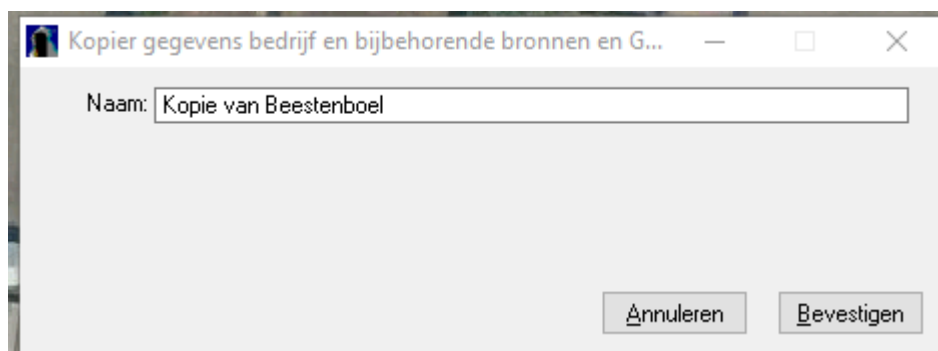 Kopier gegevens bedrijf en bijbehorende bronnen en G...
Naam: Kopie van Beestenboel
Annuleren Bevestigen